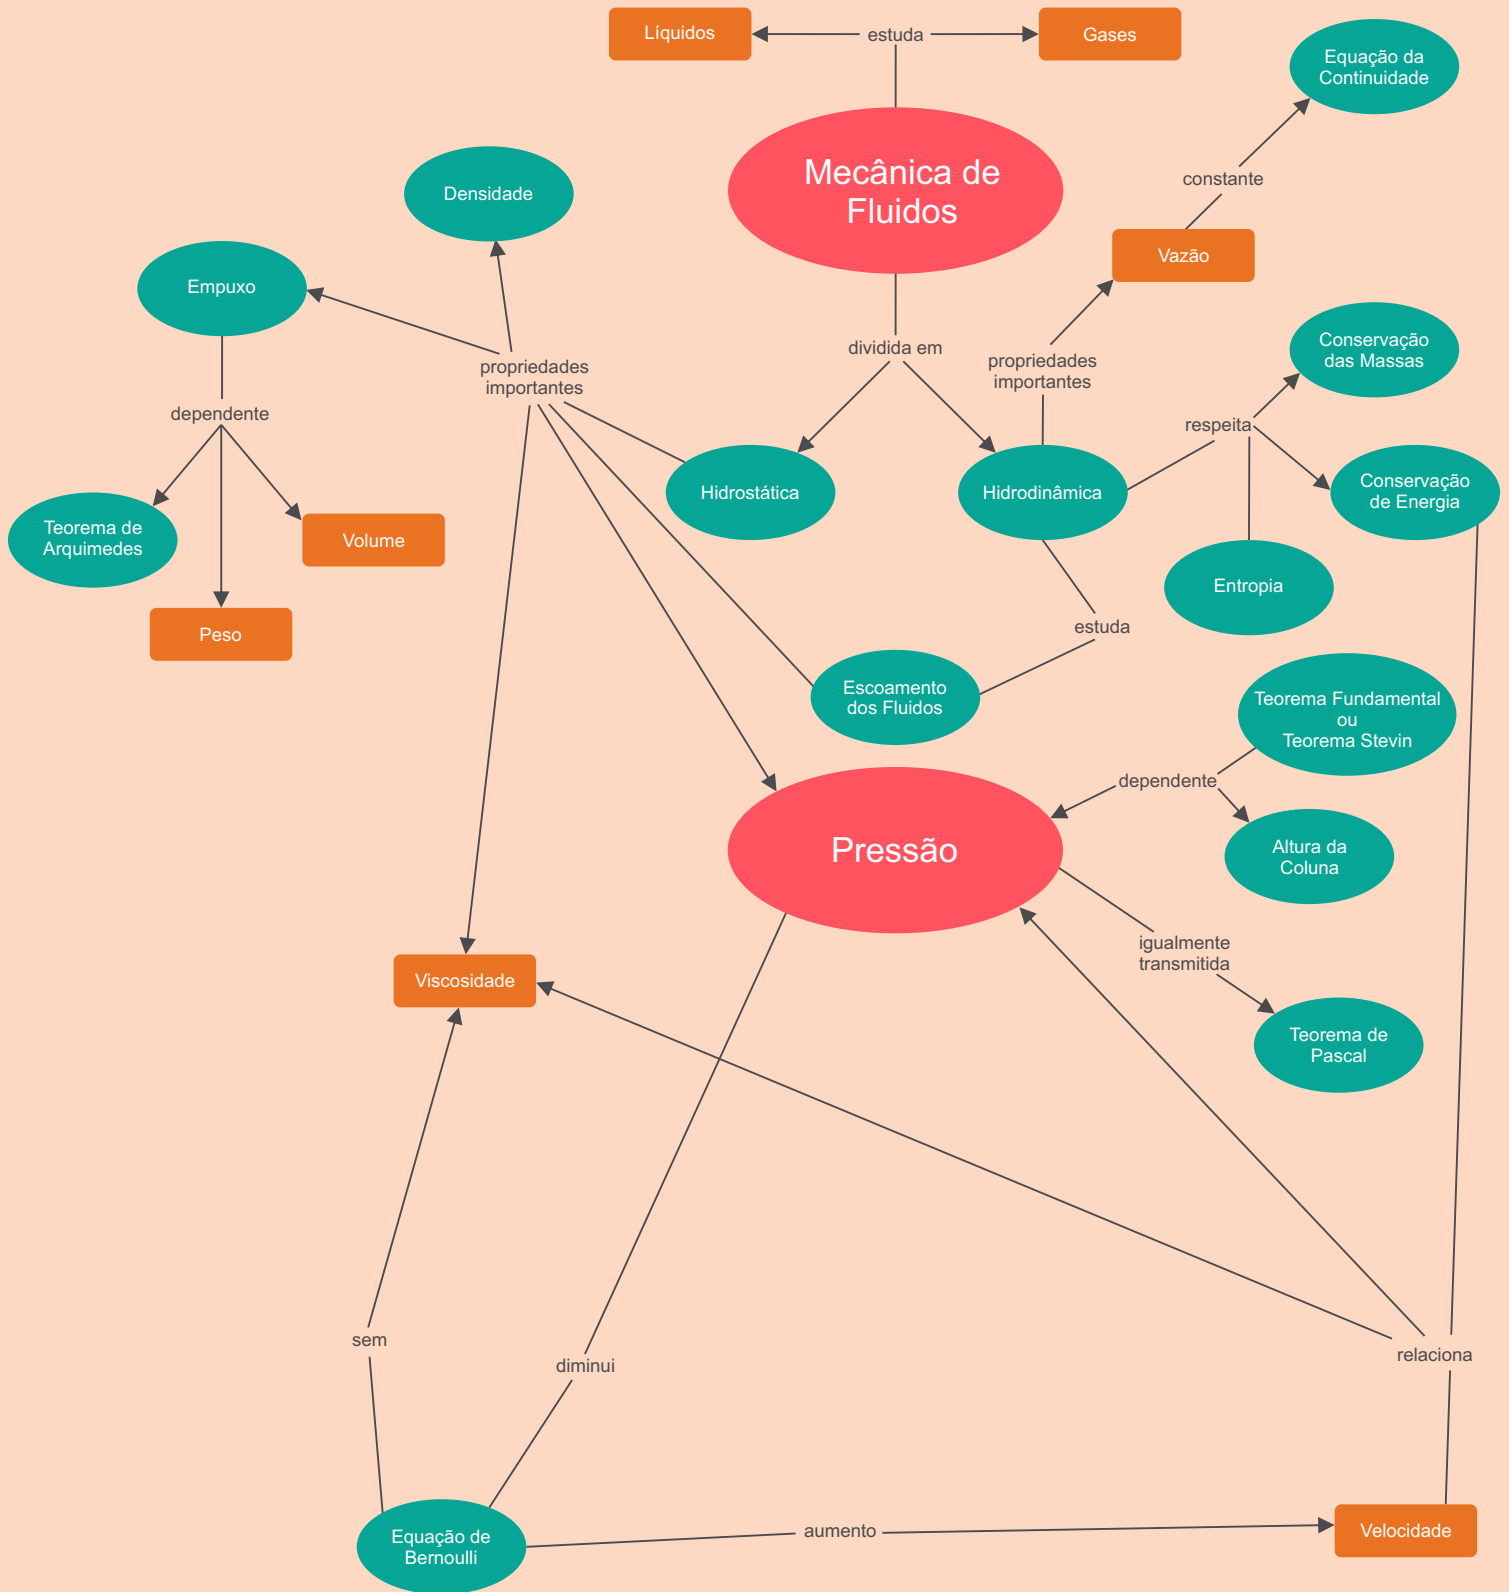 Líquidos
estuda
Gases
Equação da
Continuidade
Mecânica de
Fluidos
constante
Densidade
Vazão
Empuxo
dividida em
propriedades
importantes
propriedades
importantes
Conservação
das Massas
dependente
respeita
Hidrostática
Hidrodinâmica
Conservação
de Energia
Teorema de
Arquimedes
Volume
Entropia
Peso
estuda
Escoamento
dos Fluidos
Teorema Fundamental
ou
Teorema Stevin
dependente
Pressão
Altura da
Coluna
igualmente
transmitida
Viscosidade
Teorema de
Pascal
sem
diminui
relaciona
Equação de
Bernoulli
aumento
Velocidade